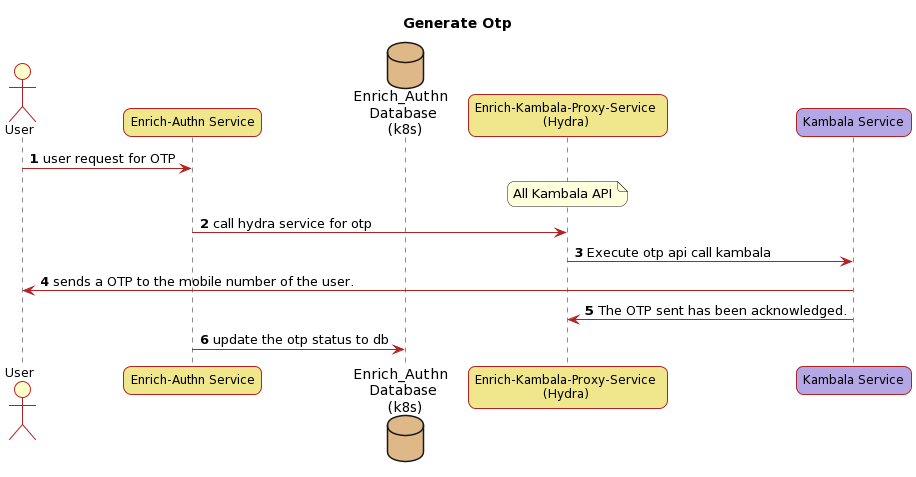 Generate Otp
User
Enrich-Authn Service
Enrich_Authn
Database
(k8s)
Enrich-Kambala-Proxy-Service
(Hydra)
Kambala Service
1 user request for OTP
All Kambala API
2 call hydra service for otp
3 Execute otp api call kambala
4 sends a OTP to the mobile number of the user.
5 The OTP sent has been acknowledged.
6 update the otp status to db
User
Enrich-Authn Service
Enrich_Authn
Database
(k8s)
Enrich-Kambala-Proxy-Service
(Hydra)
Kambala Service